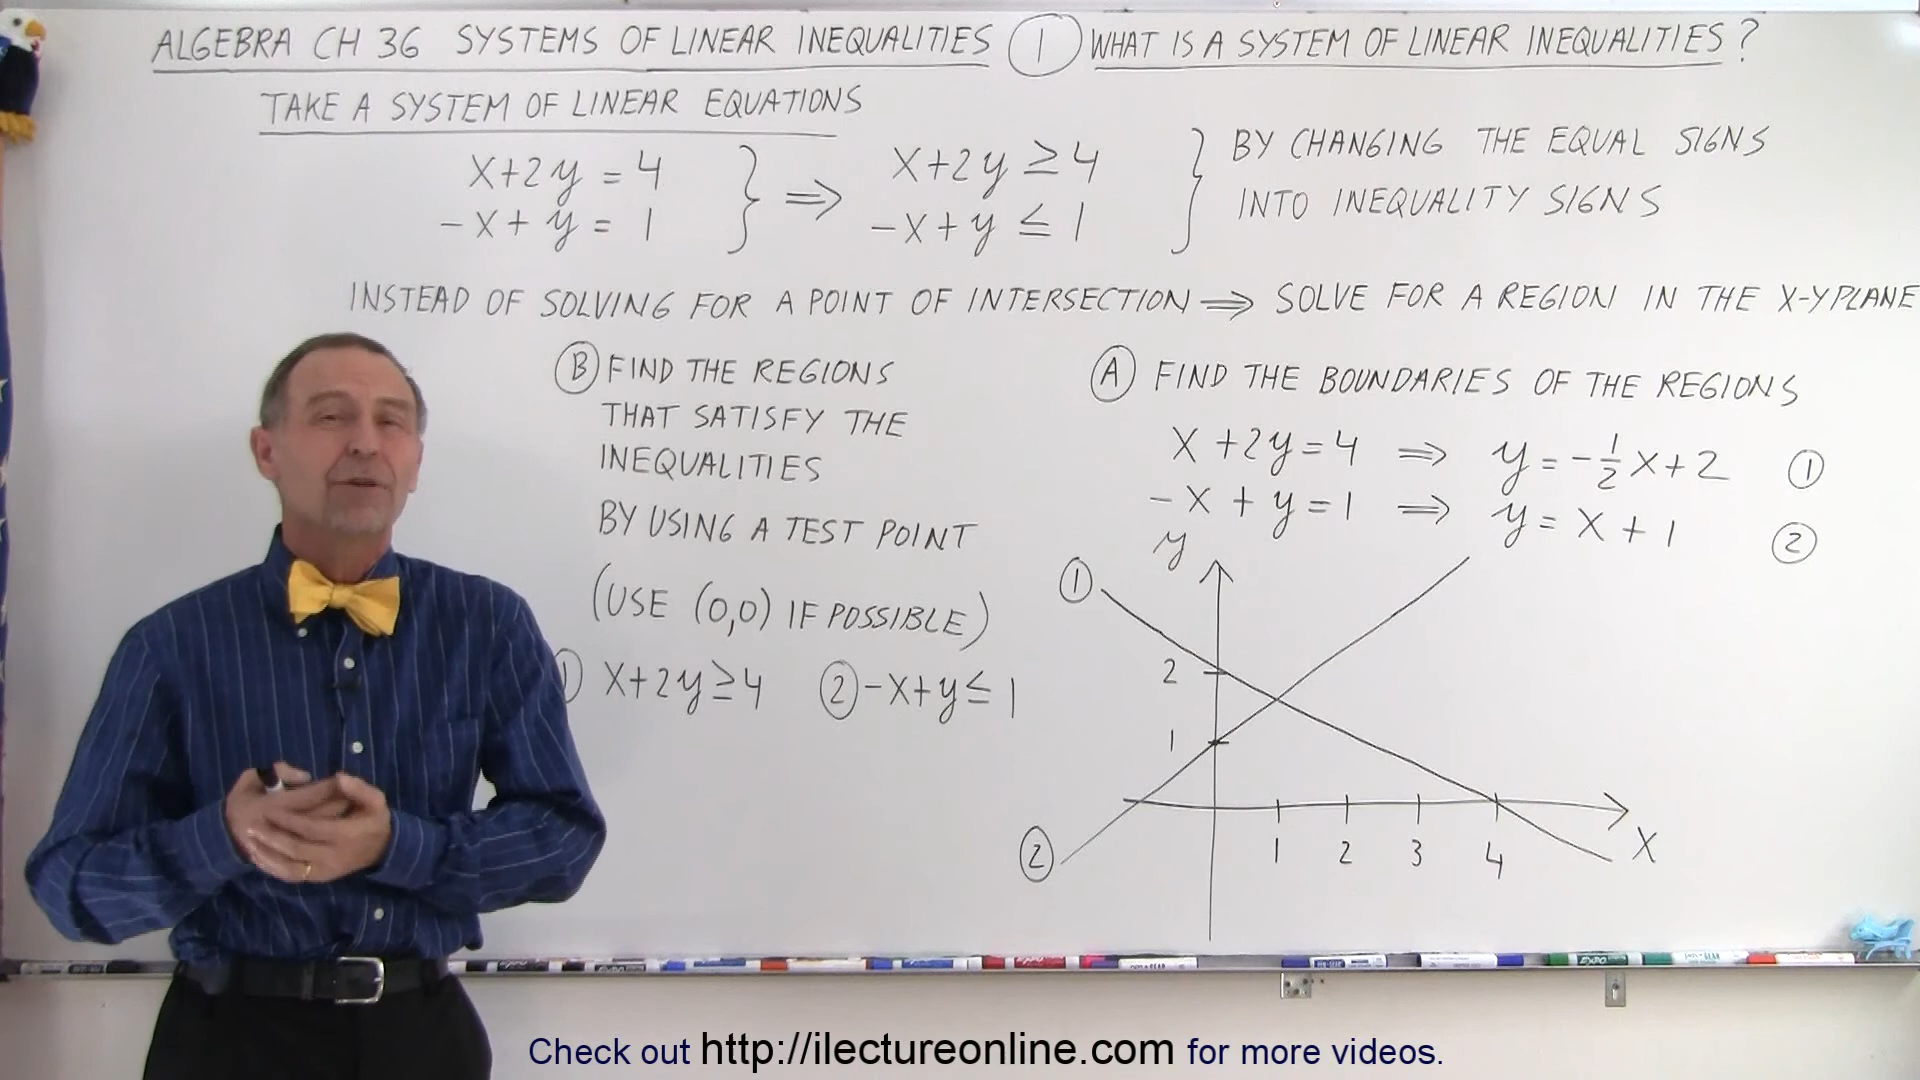 ALGEBRA CH 36 SYSTEMS OF LINEAR INEQUALITIES ① WHAT IS A SYSTEM OF LINEAR INEQUALITIES?
TAKE A SYSTEM OF LINEAR EQUATIONS
x+2y = 4 } ⇒ x+2y ≥ 4 } BY CHANGING THE EQUAL SIGNS
-x + y = 1 -x+y ≤ 1 INTO INEQUALITY SIGNS
INSTEAD OF SOLVING FOR A POINT OF INTERSECTION ⇒ SOLVE FOR A REGION IN THE X-Y PLANE
Ⓑ FIND THE REGIONS
THAT SATISFY THE
INEQUALITIES
BY USING A TEST POINT
(USE (0,0) IF POSSIBLE)
① x+2y≥4 ② -x+y≤ 1
Ⓐ FIND THE BOUNDARIES OF THE REGIONS
x +2y=4 ⇒ y=-1/2x+2 ①
-x + y=1 ⇒ y= x+1 ②
y
①
2
1
②
1 2 3 4 X
EXPO
EXPO
Check out http://ilectureonline.com for more videos.